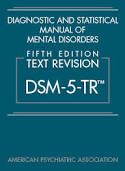 DIAGNOSTIC AND STATISTICAL
MANUAL OF
MENTAL DISORDERS
FIFTH EDITION
TEXT REVISION
DSM-5-TR™
AMERICAN PSYCHIATRIC ASSOCIATION